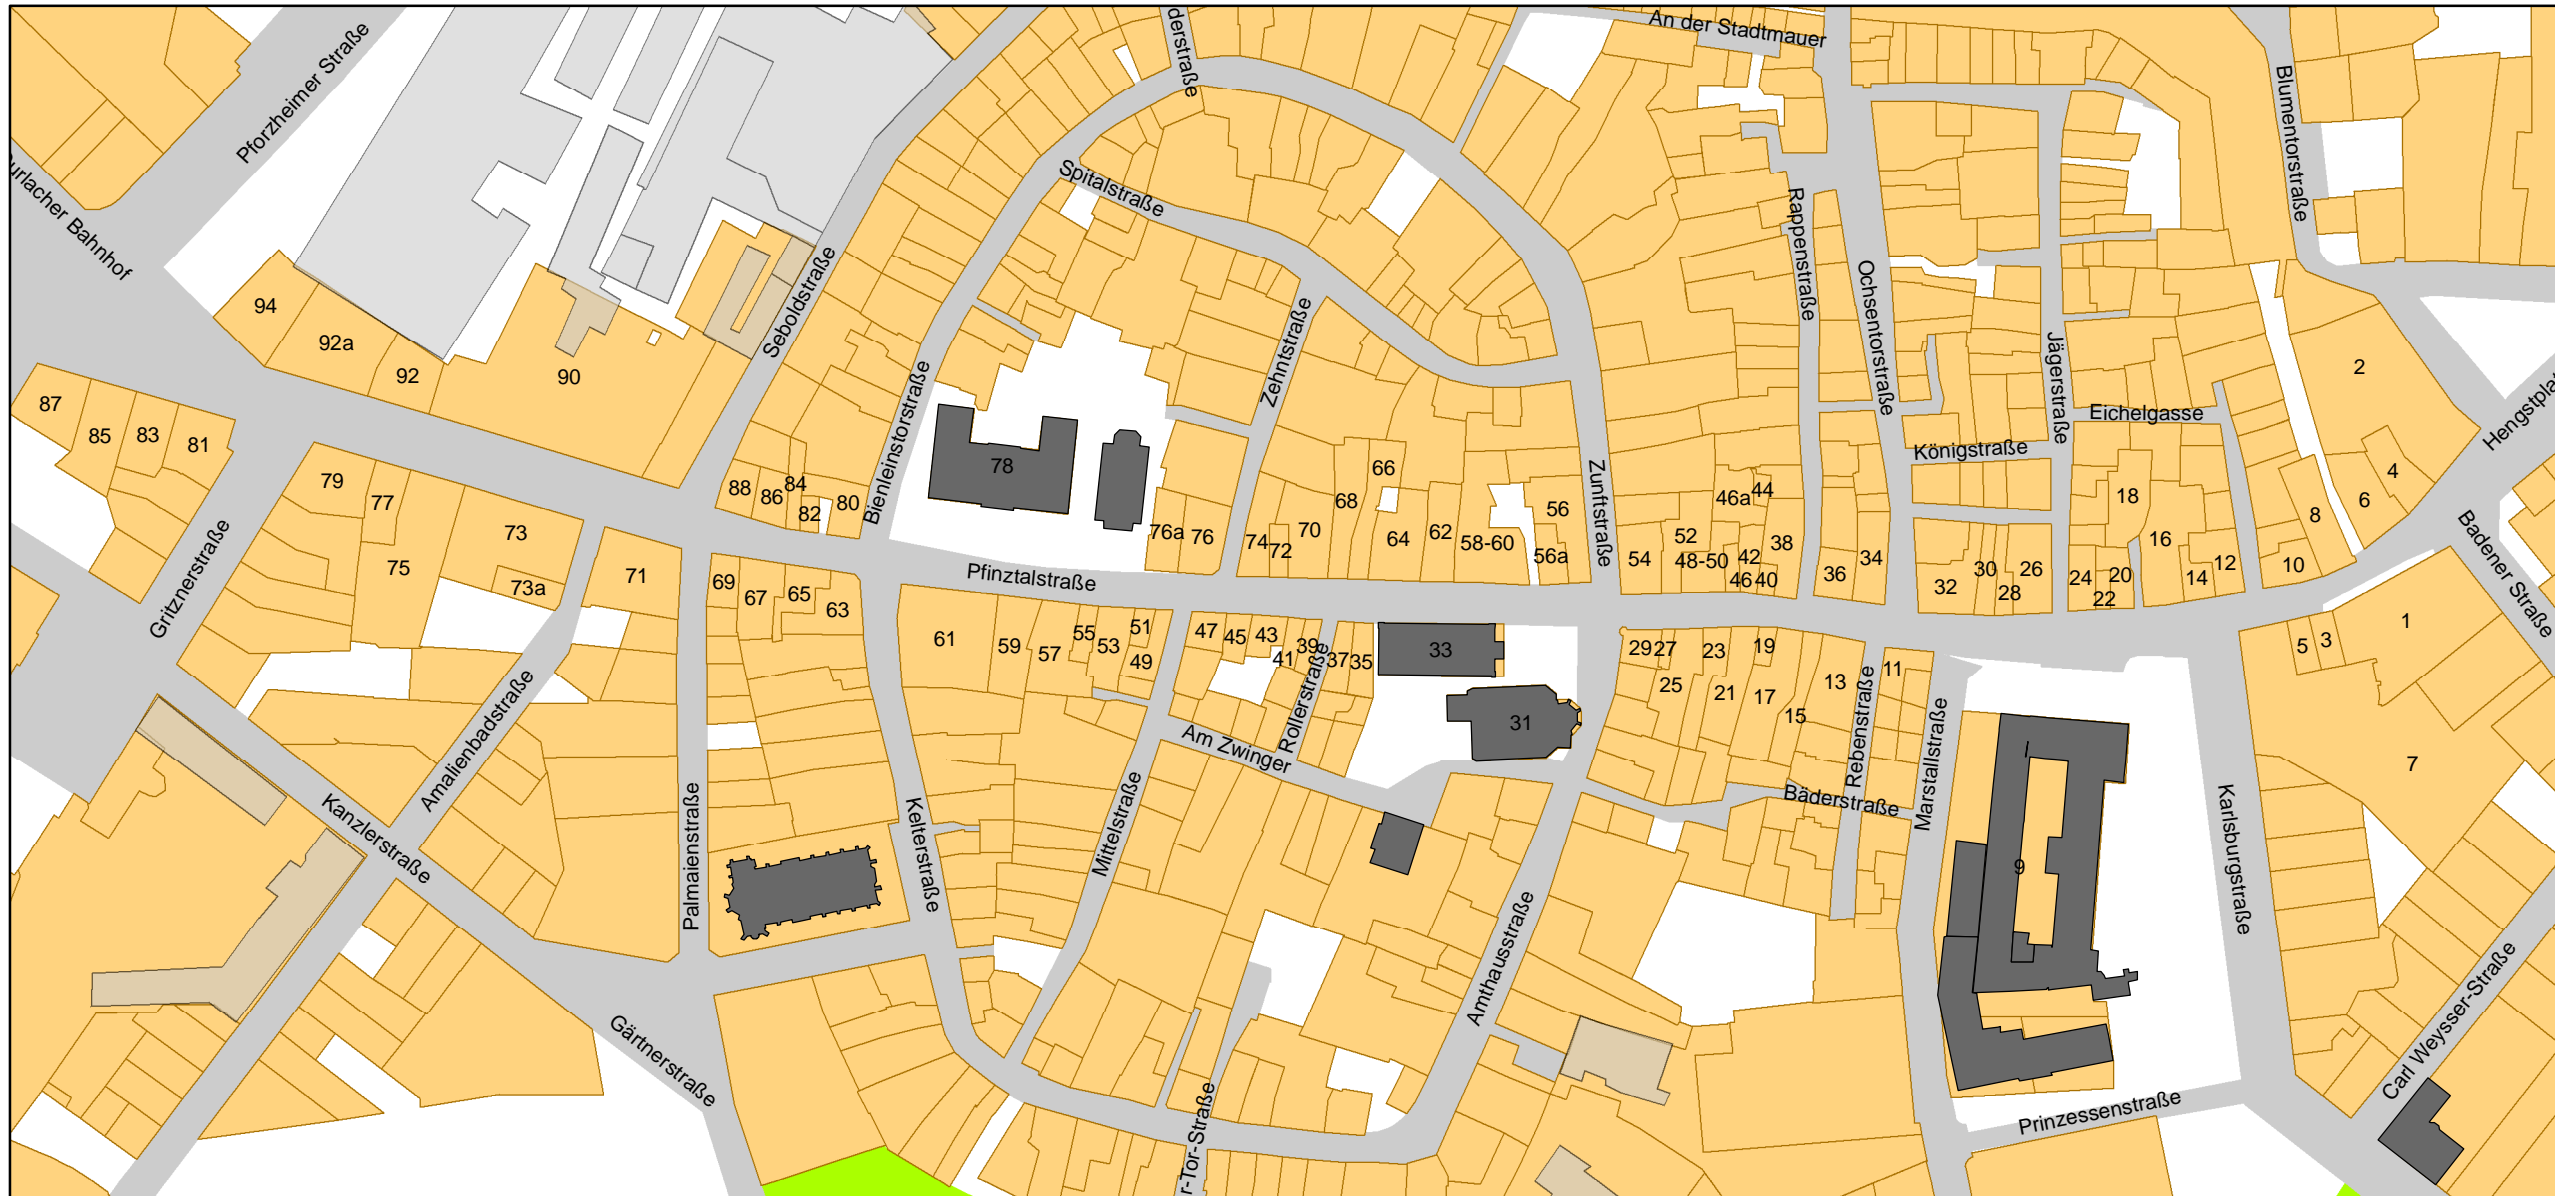 An der Stadtmauer
derstraße
Pforzheimer Straße
urlacher Bahnhof
Blumentorstraße
Spitalstraße
Rappenstraße
Ochsentorstraße
Seboldstraße
Zehntstraße
Jägerstraße
Bienleinstorstraße
Eichelgasse
Hengstplat
Königstraße
Zunftstraße
Badener Straße
Gritznerstraße
Pfinztalstraße
94
92a
92
90
2
4
6
8
10
87
85
83
81
79
77
75
73
73a
71
88
86
84
82
80
78
76a
76
74
72
70
68
66
64
62
58-60
56
56a
54
52
48-50
46a
44
46
42
40
38
36
34
32
30
28
26
24
22
20
18
16
14
12
69
67
65
63
61
59
57
55
53
51
49
47
45
43
41
39
37
35
33
31
29
27
25
23
21
19
17
15
13
11
9
7
5
3
1
Rollerstraße
Am Zwinger
Rebenstraße
Marstallstraße
Bäderstraße
Amalienbadstraße
Kanzlerstraße
Palmaienstraße
Kelterstraße
Mittelstraße
Amthausstraße
Karlsburgstraße
Carl Weysser-Straße
Gärtnerstraße
Prinzessenstraße
r-Tor-Straße